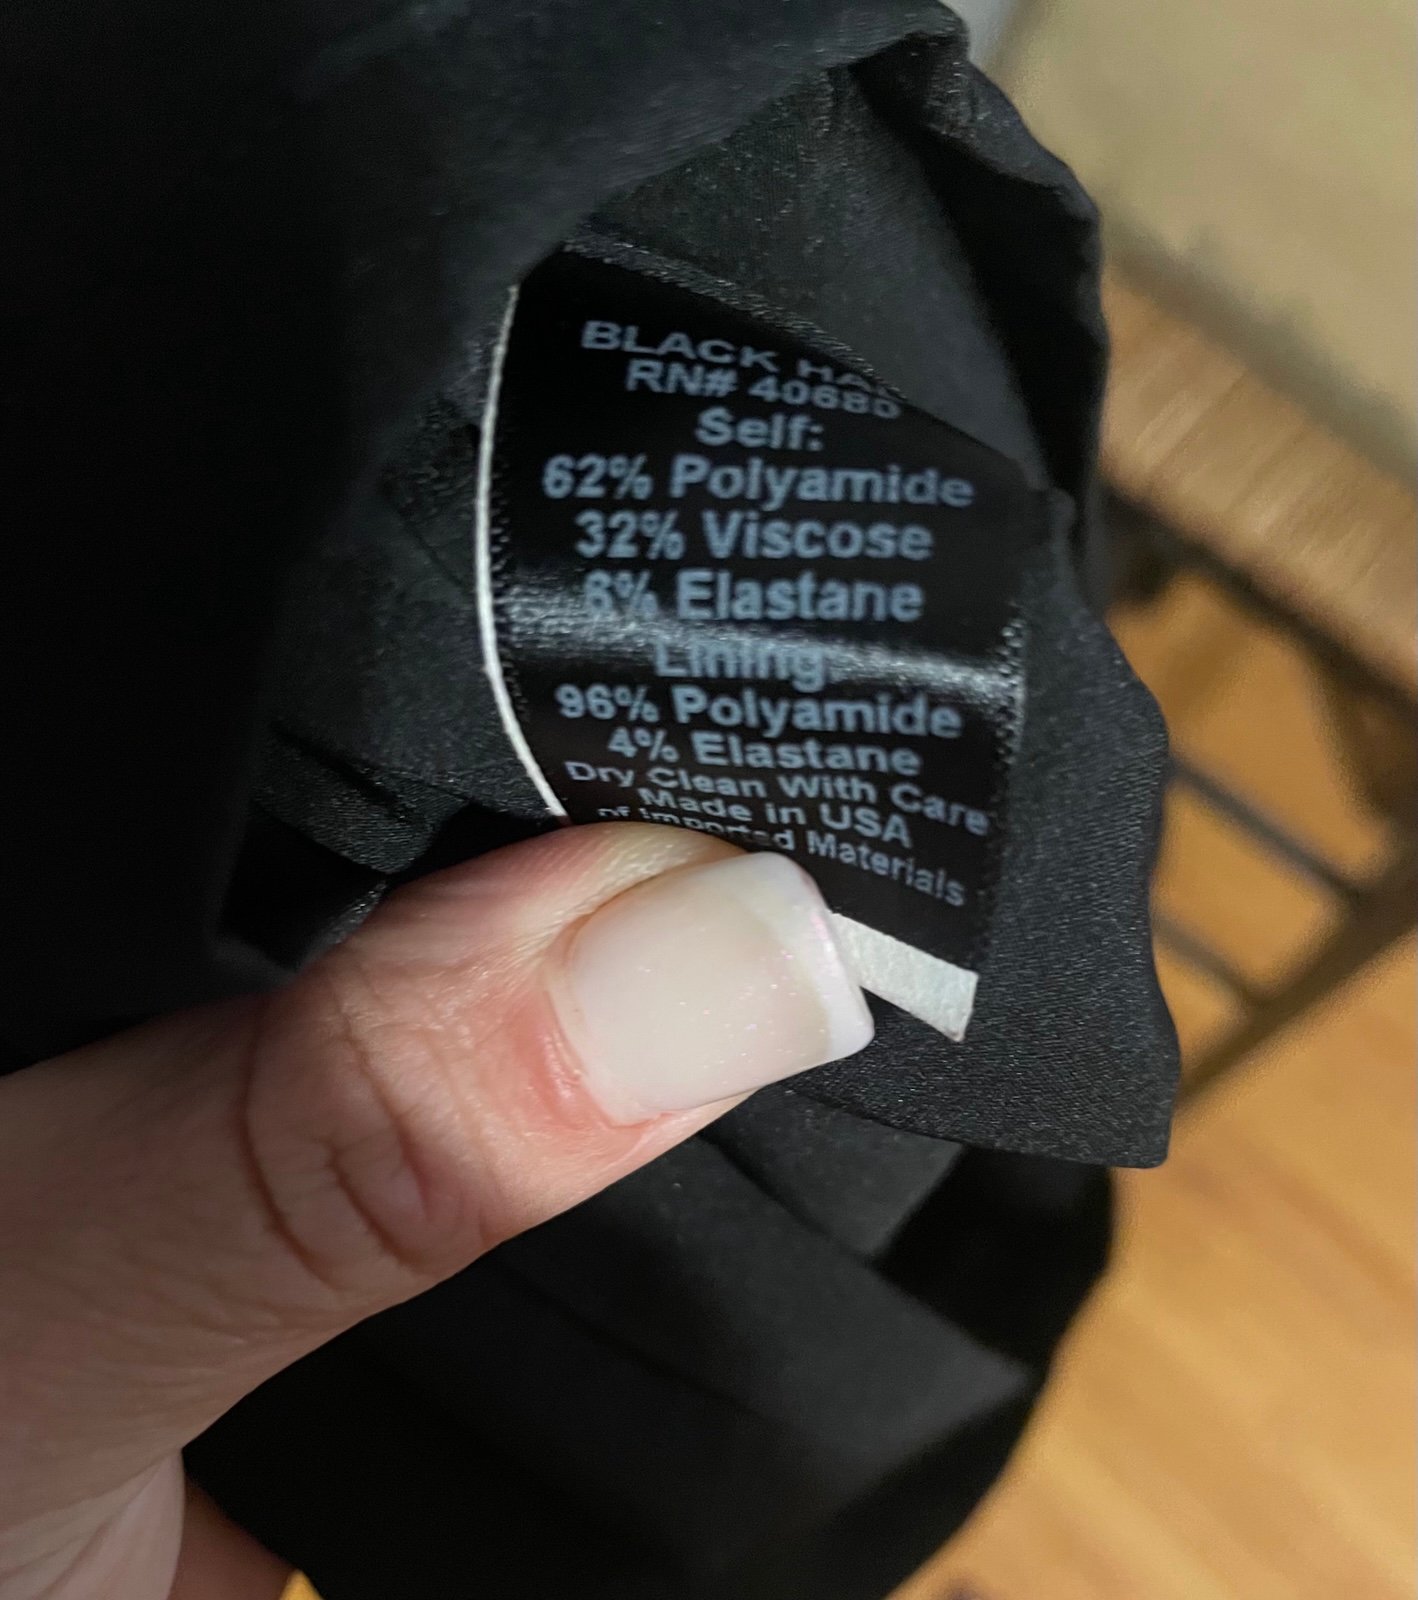 BLACK
RN# 40685
Self:
62% Polyamide
32% Viscose
6% Elastane
Lining:
96% Polyamide
4% Elastane
Dry Clean With Care
Made in USA
of Imported Materials